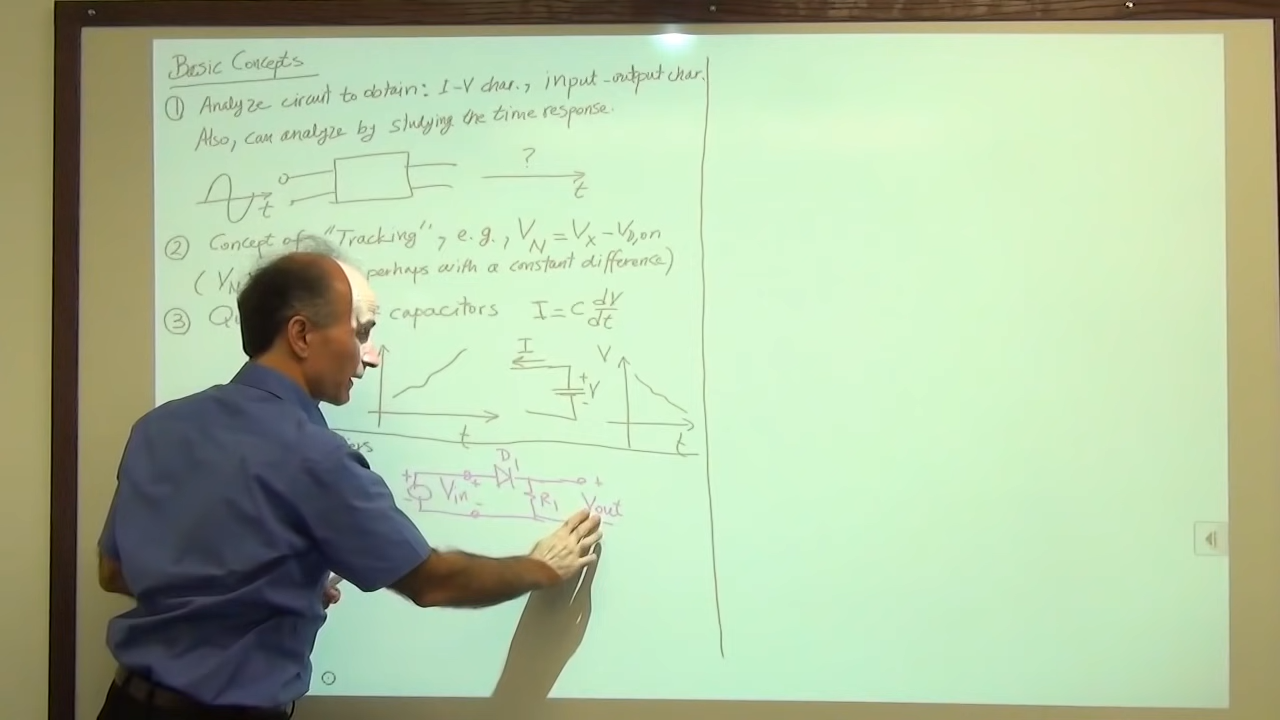 Basic Concepts
① Analyze circuit to obtain: I-V char., input-output char.
Also, can analyze by studying the time response.
?
t
t
② Concept of "Tracking", e.g., V_N = V_X - V_D,on
( V_N perhaps with a constant difference)
③ capacitors I = C dV/dt
I
+
V
-
V
t
t
D1
+
-
+
Vin
-
R1
+
Vout